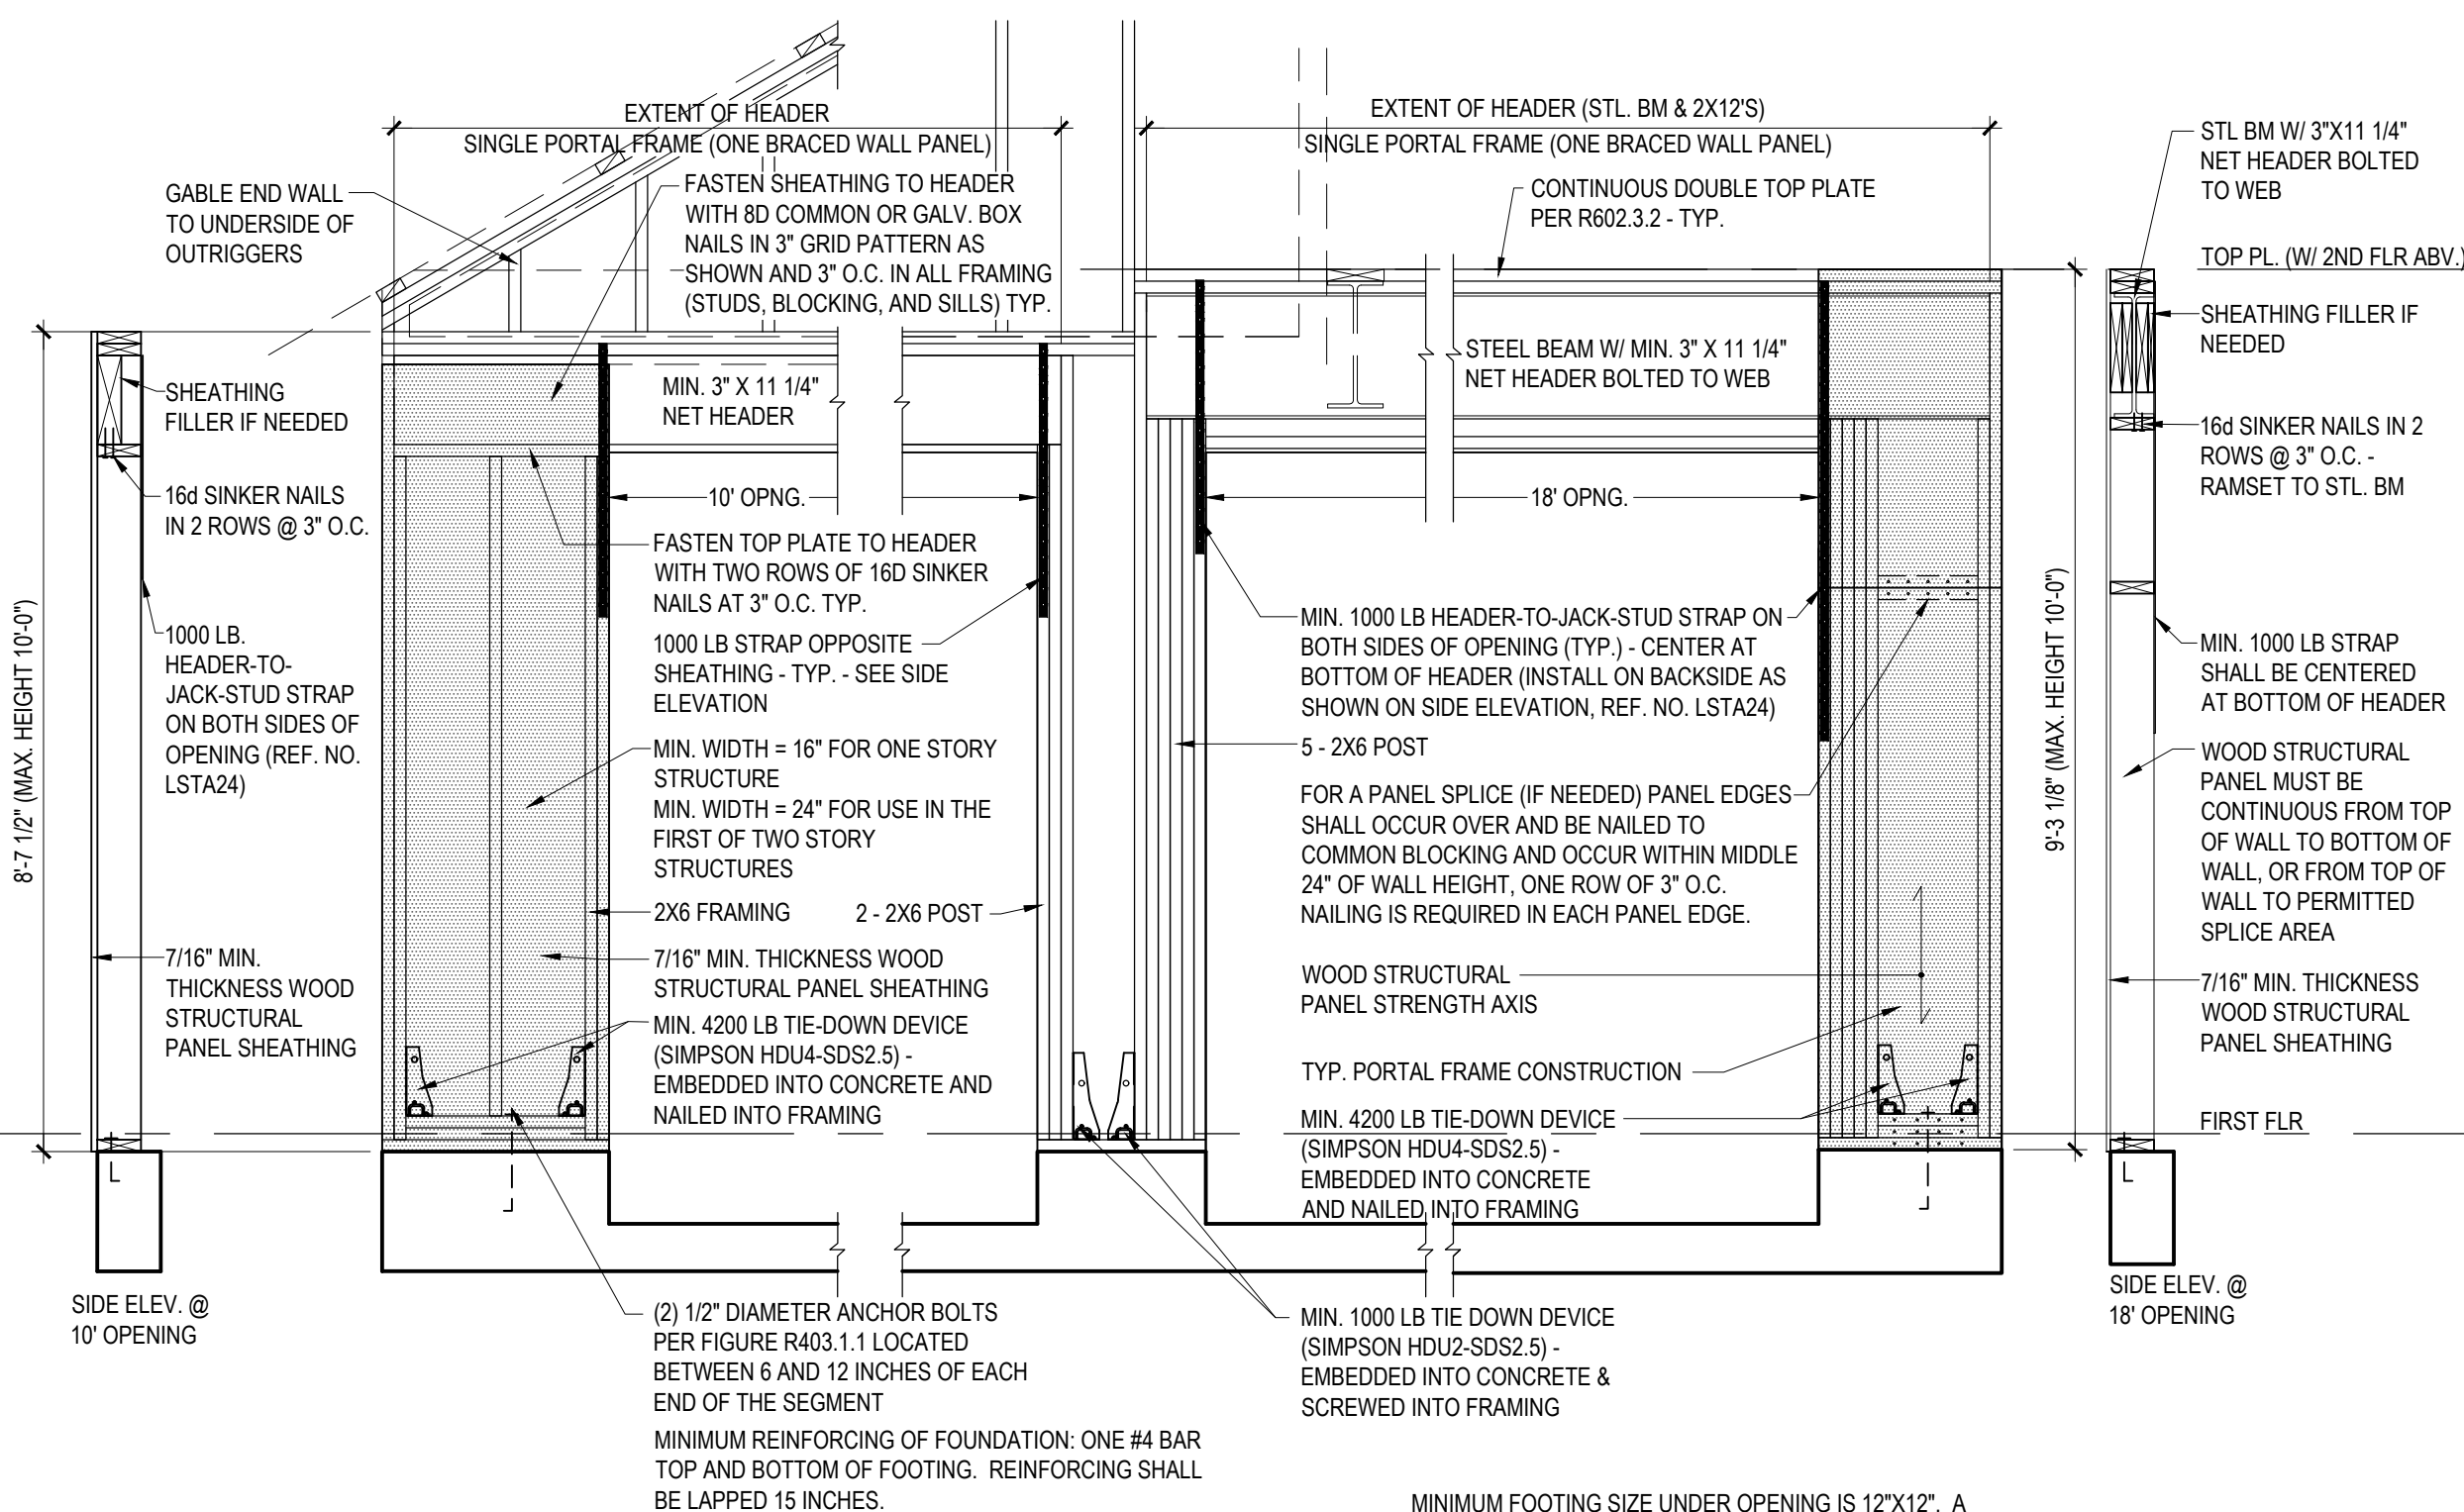 EXTENT OF HEADER
SINGLE PORTAL FRAME (ONE BRACED WALL PANEL)
EXTENT OF HEADER (STL. BM & 2X12'S)
SINGLE PORTAL FRAME (ONE BRACED WALL PANEL)
GABLE END WALL
TO UNDERSIDE OF
OUTRIGGERS
FASTEN SHEATHING TO HEADER
WITH 8D COMMON OR GALV. BOX
NAILS IN 3" GRID PATTERN AS
SHOWN AND 3" O.C. IN ALL FRAMING
(STUDS, BLOCKING, AND SILLS) TYP.
CONTINUOUS DOUBLE TOP PLATE
PER R602.3.2 - TYP.
STL BM W/ 3"X11 1/4"
NET HEADER BOLTED
TO WEB
TOP PL. (W/ 2ND FLR ABV.)
SHEATHING FILLER IF
NEEDED
16d SINKER NAILS IN 2
ROWS @ 3" O.C. -
RAMSET TO STL. BM
SHEATHING
FILLER IF NEEDED
16d SINKER NAILS
IN 2 ROWS @ 3" O.C.
1000 LB.
HEADER-TO-
JACK-STUD STRAP
ON BOTH SIDES OF
OPENING (REF. NO.
LSTA24)
8'-7 1/2" (MAX. HEIGHT 10'-0")
7/16" MIN.
THICKNESS WOOD
STRUCTURAL
PANEL SHEATHING
SIDE ELEV. @
10' OPENING
MIN. 3" X 11 1/4"
NET HEADER
10' OPNG.
FASTEN TOP PLATE TO HEADER
WITH TWO ROWS OF 16D SINKER
NAILS AT 3" O.C. TYP.
1000 LB STRAP OPPOSITE
SHEATHING - TYP. - SEE SIDE
ELEVATION
MIN. WIDTH = 16" FOR ONE STORY
STRUCTURE
MIN. WIDTH = 24" FOR USE IN THE
FIRST OF TWO STORY
STRUCTURES
2X6 FRAMING
2 - 2X6 POST
7/16" MIN. THICKNESS WOOD
STRUCTURAL PANEL SHEATHING
MIN. 4200 LB TIE-DOWN DEVICE
(SIMPSON HDU4-SDS2.5) -
EMBEDDED INTO CONCRETE AND
NAILED INTO FRAMING
(2) 1/2" DIAMETER ANCHOR BOLTS
PER FIGURE R403.1.1 LOCATED
BETWEEN 6 AND 12 INCHES OF EACH
END OF THE SEGMENT
MINIMUM REINFORCING OF FOUNDATION: ONE #4 BAR
TOP AND BOTTOM OF FOOTING. REINFORCING SHALL
BE LAPPED 15 INCHES.
STEEL BEAM W/ MIN. 3" X 11 1/4"
NET HEADER BOLTED TO WEB
18' OPNG.
MIN. 1000 LB HEADER-TO-JACK-STUD STRAP ON
BOTH SIDES OF OPENING (TYP.) - CENTER AT
BOTTOM OF HEADER (INSTALL ON BACKSIDE AS
SHOWN ON SIDE ELEVATION, REF. NO. LSTA24)
5 - 2X6 POST
FOR A PANEL SPLICE (IF NEEDED) PANEL EDGES
SHALL OCCUR OVER AND BE NAILED TO
COMMON BLOCKING AND OCCUR WITHIN MIDDLE
24" OF WALL HEIGHT, ONE ROW OF 3" O.C.
NAILING IS REQUIRED IN EACH PANEL EDGE.
WOOD STRUCTURAL
PANEL STRENGTH AXIS
TYP. PORTAL FRAME CONSTRUCTION
MIN. 4200 LB TIE-DOWN DEVICE
(SIMPSON HDU4-SDS2.5) -
EMBEDDED INTO CONCRETE
AND NAILED INTO FRAMING
MIN. 1000 LB TIE DOWN DEVICE
(SIMPSON HDU2-SDS2.5) -
EMBEDDED INTO CONCRETE &
SCREWED INTO FRAMING
MINIMUM FOOTING SIZE UNDER OPENING IS 12"X12". A
9'-3 1/8" (MAX. HEIGHT 10'-0")
MIN. 1000 LB STRAP
SHALL BE CENTERED
AT BOTTOM OF HEADER
WOOD STRUCTURAL
PANEL MUST BE
CONTINUOUS FROM TOP
OF WALL TO BOTTOM OF
WALL, OR FROM TOP OF
WALL TO PERMITTED
SPLICE AREA
7/16" MIN. THICKNESS
WOOD STRUCTURAL
PANEL SHEATHING
FIRST FLR
SIDE ELEV. @
18' OPENING